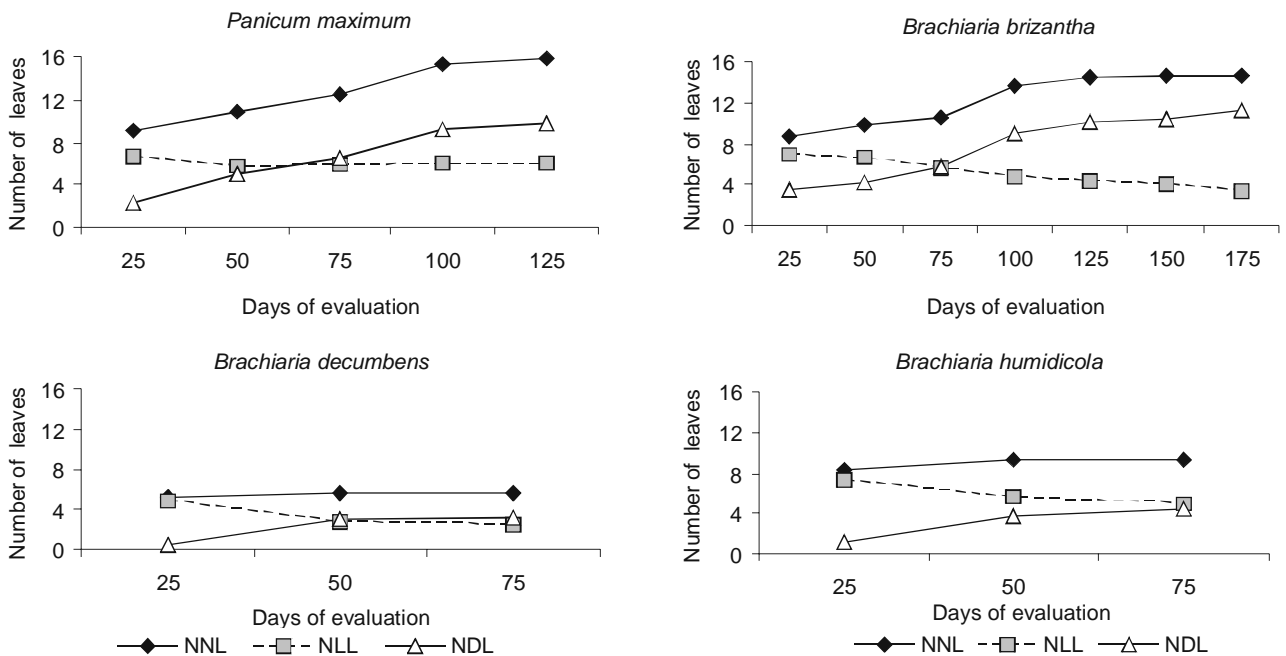 Panicum maximum
Number of leaves
16
12
8
4
0
25 50 75 100 125
Days of evaluation
Brachiaria brizantha
Number of leaves
16
12
8
4
0
25 50 75 100 125 150 175
Days of evaluation
Brachiaria decumbens
Number of leaves
16
12
8
4
0
25 50 75
Days of evaluation
NNL NLL NDL
Brachiaria humidicola
Number of leaves
16
12
8
4
0
25 50 75
Days of evaluation
NNL NLL NDL